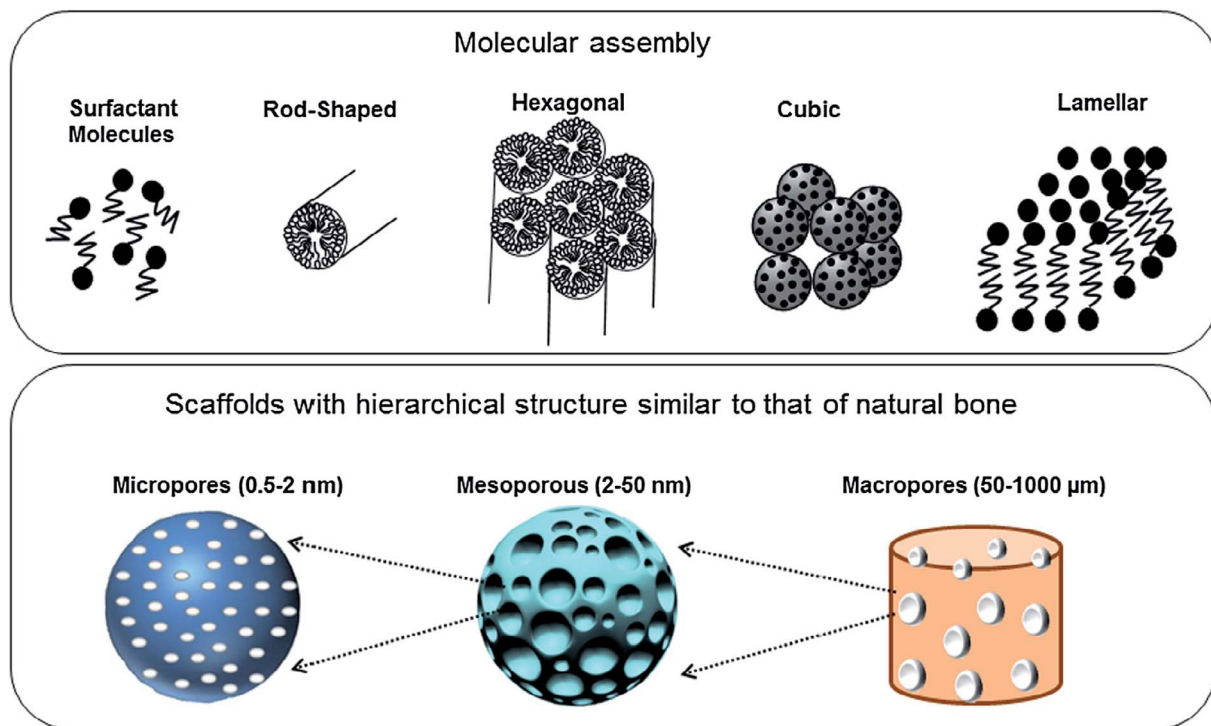 Molecular assembly
Surfactant
Molecules
Rod-Shaped
Hexagonal
Cubic
Lamellar
Scaffolds with hierarchical structure similar to that of natural bone
Micropores (0.5-2 nm)
Mesoporous (2-50 nm)
Macropores (50-1000 µm)